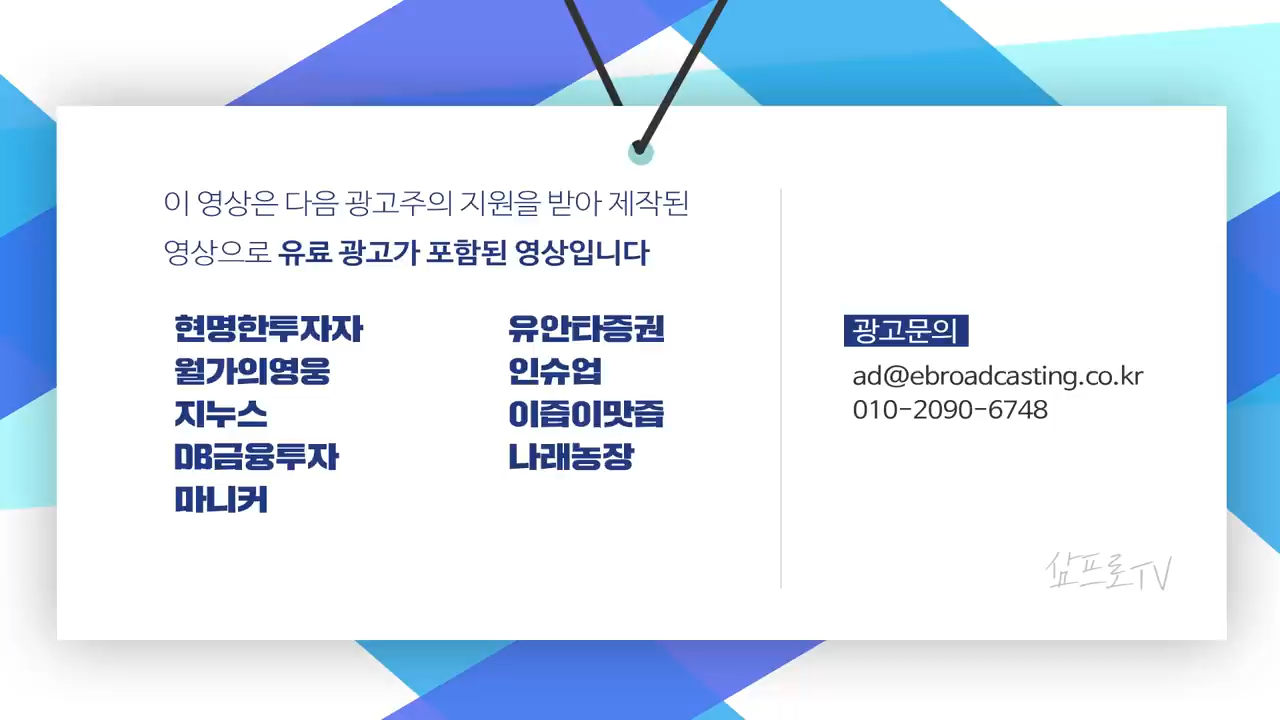 이 영상은 다음 광고주의 지원을 받아 제작된
영상으로 유료 광고가 포함된 영상입니다
현명한투자자
월가의영웅
지누스
DB금융투자
마니커
유안타증권
인슈업
이즙이맛즙
나래농장
광고문의
ad@ebroadcasting.co.kr
010-2090-6748
삼프로TV